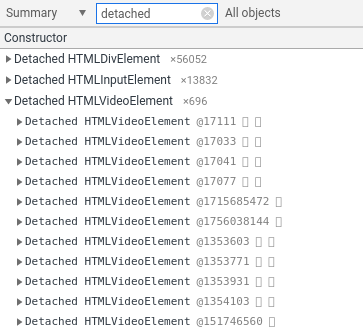 Summary ▼ detached All objects
Constructor
▶Detached HTMLDivElement ×56052
▶Detached HTMLInputElement ×13832
▼Detached HTMLVideoElement ×696
▶Detached HTMLVideoElement @17111 ▯ ▯
▶Detached HTMLVideoElement @17033 ▯ ▯
▶Detached HTMLVideoElement @17041 ▯ ▯
▶Detached HTMLVideoElement @17077 ▯ ▯
▶Detached HTMLVideoElement @1715685472 ▯
▶Detached HTMLVideoElement @1756038144 ▯
▶Detached HTMLVideoElement @1353603 ▯ ▯
▶Detached HTMLVideoElement @1353771 ▯ ▯
▶Detached HTMLVideoElement @1353931 ▯ ▯
▶Detached HTMLVideoElement @1354103 ▯ ▯
▶Detached HTMLVideoElement @151746560 ▯